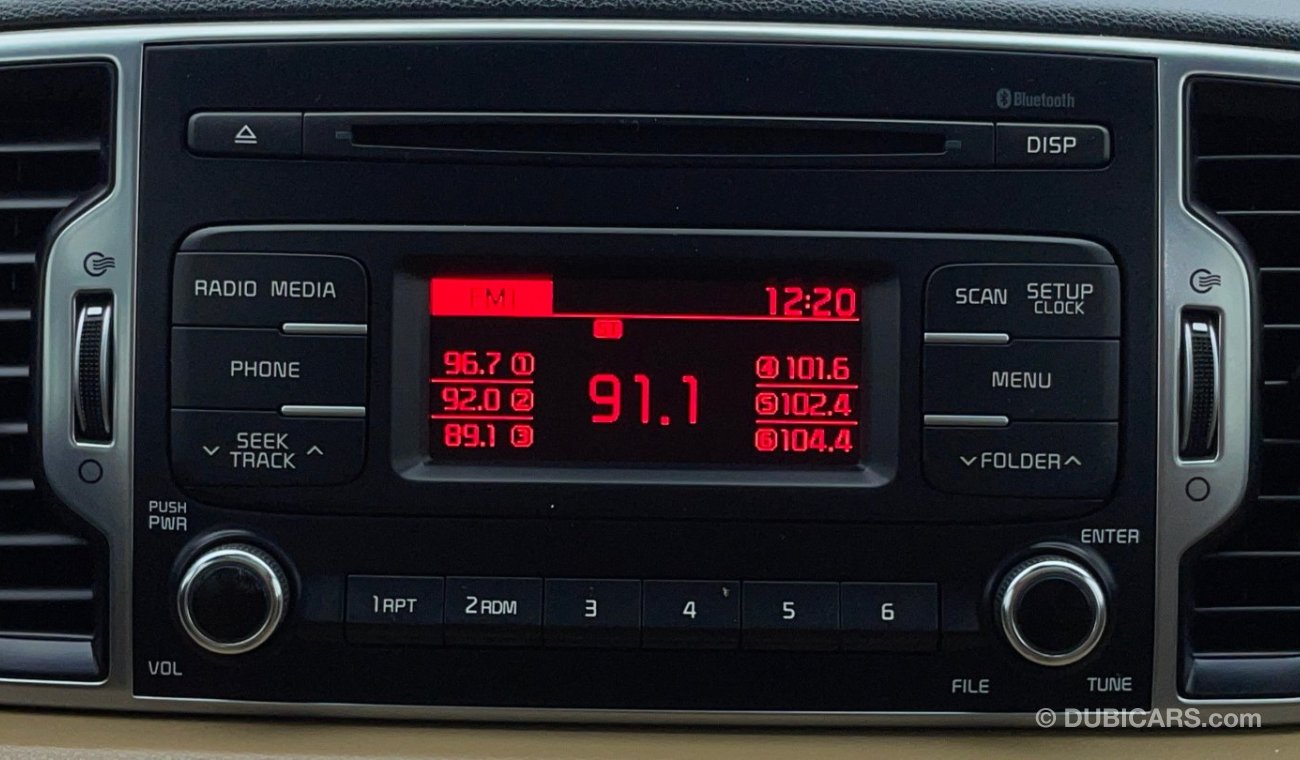 Bluetooth
DISP
RADIO MEDIA
PHONE
SEEK
TRACK
FM1
12:20
ST
96.7 1
92.0 2
89.1 3
91.1
4 101.6
5 102.4
6 104.4
SCAN SETUP
CLOCK
MENU
FOLDER
PUSH
PWR
VOL
1 RPT
2 RDM
3
4
5
6
ENTER
FILE
TUNE
© DUBICARS.com